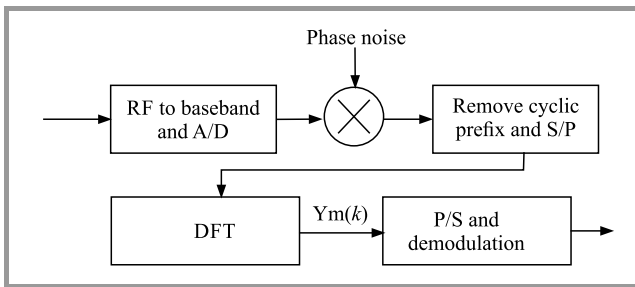 Phase noise
RF to baseband
and A/D
Remove cyclic
prefix and S/P
DFT
Ym(k)
P/S and
demodulation